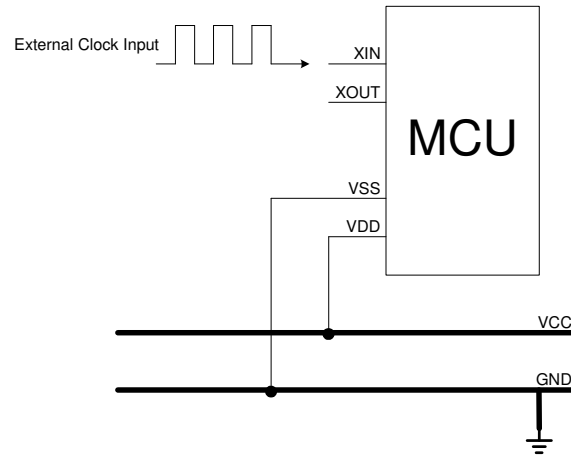 External Clock Input
XIN
XOUT
MCU
VSS
VDD
VCC
GND